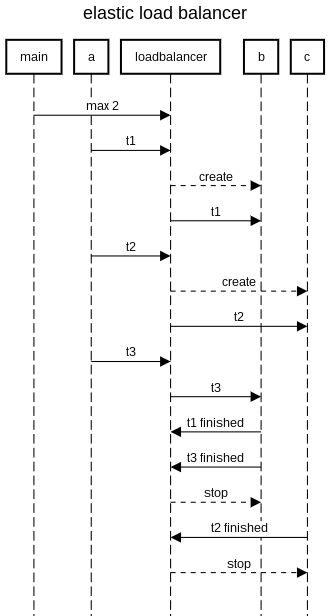 elastic load balancer
main a loadbalancer b c
max 2
t1
create
t1
t2
create
t2
t3
t3
t1 finished
t3 finished
stop
t2 finished
stop